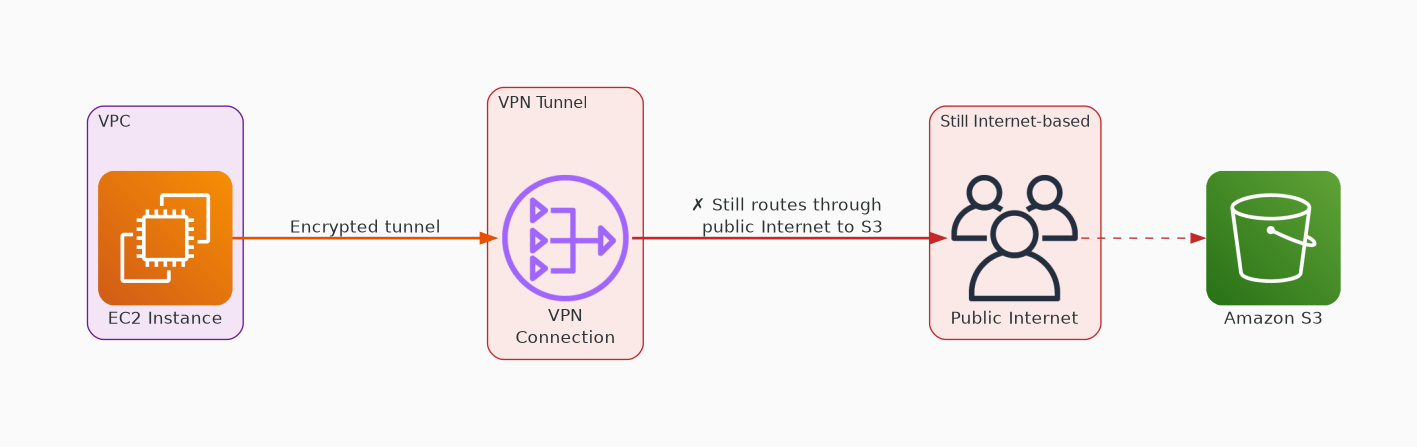 VPC
EC2 Instance
Encrypted tunnel
VPN Tunnel
VPN
Connection
✗ Still routes through
public Internet to S3
Still Internet-based
Public Internet
Amazon S3